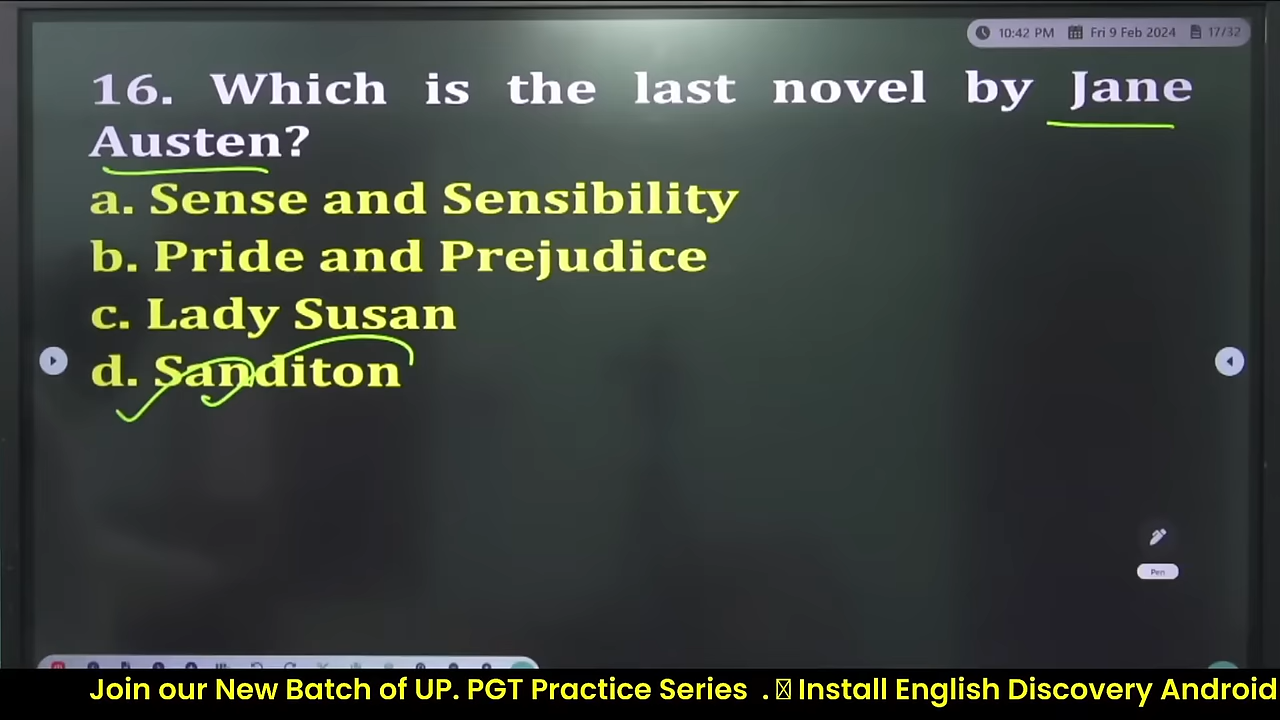 10:42 PM Fri 9 Feb 2024 17/32
16. Which is the last novel by Jane
Austen?
a. Sense and Sensibility
b. Pride and Prejudice
c. Lady Susan
d. Sanditon
Pen
Join our New Batch of UP. PGT Practice Series . Install English Discovery Android